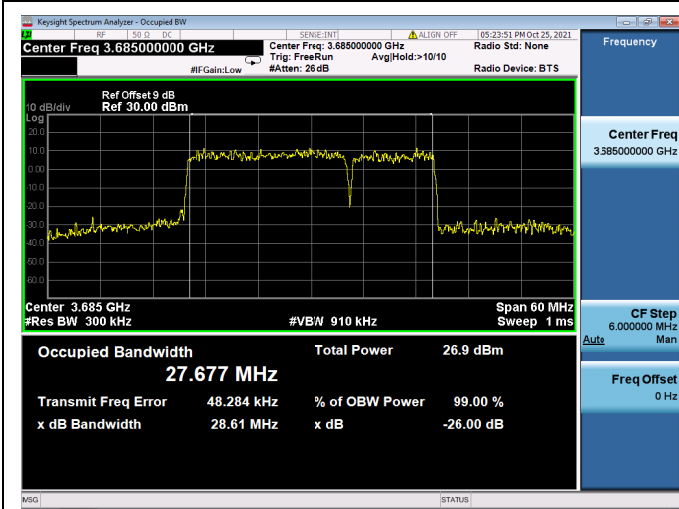 Keysight Spectrum Analyzer - Occupied BW
RF 50 Ω DC SENSE:INT ALIGN OFF 05:23:51 PM Oct 25, 2021
Center Freq 3.685000000 GHz
Center Freq: 3.685000000 GHz
Radio Std: None
Trig: FreeRun Avg|Hold:>10/10
#IFGain:Low #Atten: 26dB Radio Device: BTS
Frequency
Ref Offset 9 dB
10 dB/div Ref 30.00 dBm
Log
20.0
10.0
0.00
-10.0
-20.0
-30.0
-40.0
-50.0
-60.0
Center 3.685 GHz Span 60 MHz
#Res BW 300 kHz #VBW 910 kHz Sweep 1 ms
Occupied Bandwidth Total Power 26.9 dBm
27.677 MHz
Transmit Freq Error 48.284 kHz % of OBW Power 99.00 %
x dB Bandwidth 28.61 MHz x dB -26.00 dB
Center Freq
3.685000000 GHz
CF Step
6.000000 MHz
Auto Man
Freq Offset
0 Hz
MSG STATUS